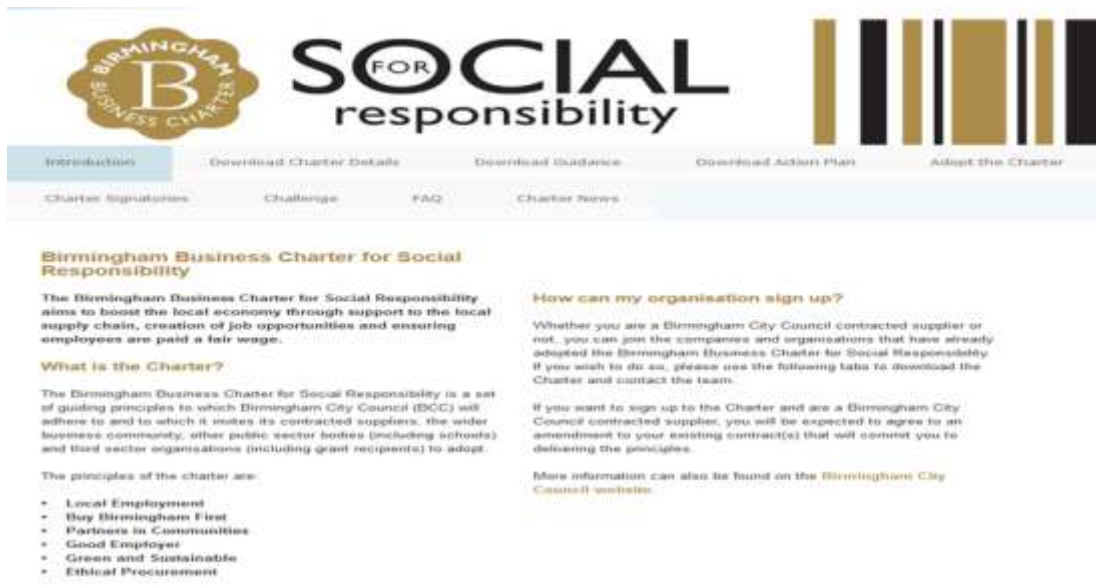 BIRMINGHAM
B
BUSINESS CHARTER
SOCIAL
FOR
responsibility
Introduction
Download Charter Details
Download Guidance
Download Action Plan
Adopt the Charter
Charter Signatories
Challenge
FAQ
Charter News
Birmingham Business Charter for Social
Responsibility
The Birmingham Business Charter for Social Responsibility
aims to boost the local economy through support to the local
supply chain, creation of job opportunities and ensuring
employees are paid a fair wage.
What is the Charter?
The Birmingham Business Charter for Social Responsibility is a set
of guiding principles to which Birmingham City Council (BCC) will
adhere to and to which it invites its contracted suppliers, the wider
business community, other public sector bodies (including schools)
and third sector organisations (including grant recipients) to adopt.
The principles of the charter are:
• Local Employment
• Buy Birmingham First
• Partners in Communities
• Good Employer
• Green and Sustainable
• Ethical Procurement
How can my organisation sign up?
Whether you are a Birmingham City Council contracted supplier or
not, you can join the companies and organisations that have already
adopted the Birmingham Business Charter for Social Responsibility.
If you wish to do so, please use the following tabs to download the
Charter and contact the team.
If you want to sign up to the Charter and are a Birmingham City
Council contracted supplier, you will be expected to agree to an
amendment to your existing contract(s) that will commit you to
delivering the principles.
More information can also be found on the Birmingham City
Council website.